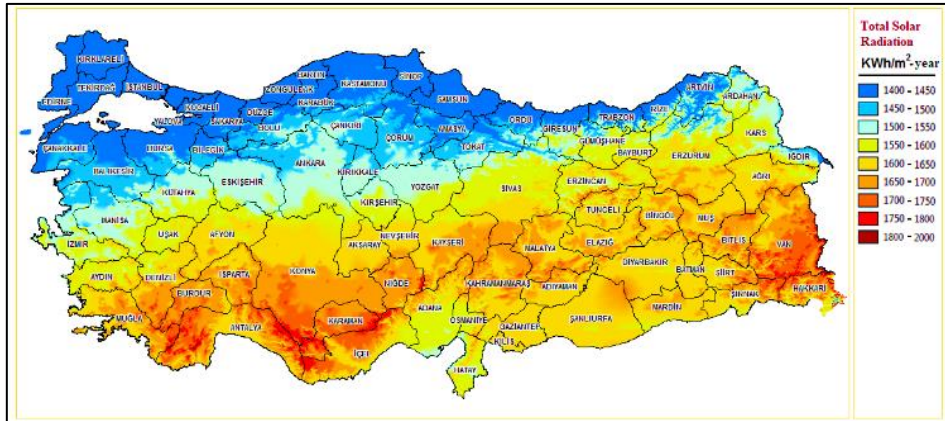 Total Solar
Radiation
KWh/m²-year
1400 - 1450
1450 - 1500
1500 - 1550
1550 - 1600
1600 - 1650
1650 - 1700
1700 - 1750
1750 - 1800
1800 - 2000
KIRKLARELİ
TEKİRDAĞ
İSTANBUL
EDİRNE
KOCAELİ
YALOVA
SAKARYA
DÜZCE
BOLU
ZONGULDAK
BARTIN
KARABÜK
KASTAMONU
SİNOP
SAMSUN
ÇANKIRI
ÇORUM
AMASYA
TOKAT
ORDU
GİRESUN
TRABZON
RİZE
ARTVİN
ARDAHAN
GÜMÜŞHANE
BAYBURT
ERZURUM
KARS
IĞDIR
AĞRI
ÇANAKKALE
BURSA
BİLECİK
BALIKESİR
KÜTAHYA
ESKİŞEHİR
ANKARA
KIRIKKALE
KIRŞEHİR
YOZGAT
SİVAS
ERZİNCAN
TUNCELİ
BİNGÖL
MUŞ
BİTLİS
VAN
MANİSA
İZMİR
UŞAK
AFYON
AKSARAY
NEVŞEHİR
KAYSERİ
MALATYA
ELAZIĞ
DİYARBAKIR
BATMAN
SİİRT
ŞIRNAK
HAKKARİ
AYDIN
DENİZLİ
ISPARTA
BURDUR
KONYA
NİĞDE
KAHRAMANMARAŞ
ADIYAMAN
MARDİN
ŞANLIURFA
MUĞLA
ANTALYA
KARAMAN
İÇEL
ADANA
OSMANİYE
GAZİANTEP
KİLİS
HATAY